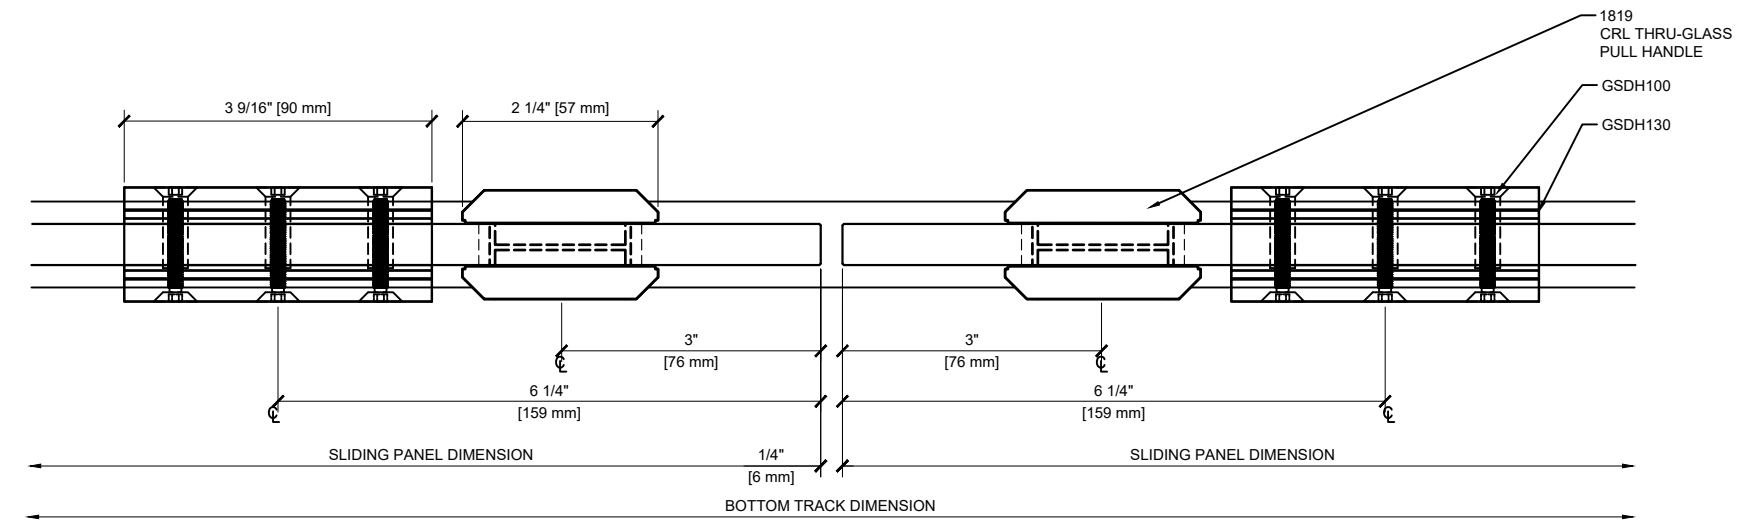 1819
CRL THRU-GLASS
PULL HANDLE
GSDH100
GSDH130
3 9/16" [90 mm]
2 1/4" [57 mm]
3"
[76 mm]
3"
[76 mm]
℄
℄
6 1/4"
[159 mm]
6 1/4"
[159 mm]
℄
℄
SLIDING PANEL DIMENSION
1/4"
[6 mm]
SLIDING PANEL DIMENSION
BOTTOM TRACK DIMENSION